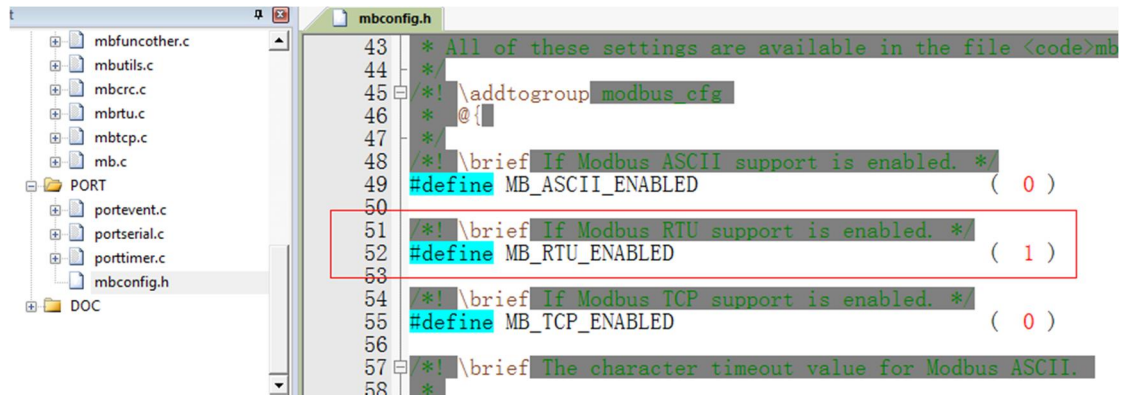 t
mbfuncother.c
mbutils.c
mbcrc.c
mbrtu.c
mbtcp.c
mb.c
PORT
portevent.c
portserial.c
porttimer.c
mbconfig.h
DOC
mbconfig.h
43 * All of these settings are available in the file <code>mb
44 */
45 /*! \addtogroup modbus_cfg
46 * @{
47 */
48 /*! \brief If Modbus ASCII support is enabled. */
49 #define MB_ASCII_ENABLED ( 0 )
50
51 /*! \brief If Modbus RTU support is enabled. */
52 #define MB_RTU_ENABLED ( 1 )
53
54 /*! \brief If Modbus TCP support is enabled. */
55 #define MB_TCP_ENABLED ( 0 )
56
57 /*! \brief The character timeout value for Modbus ASCII.
58 *